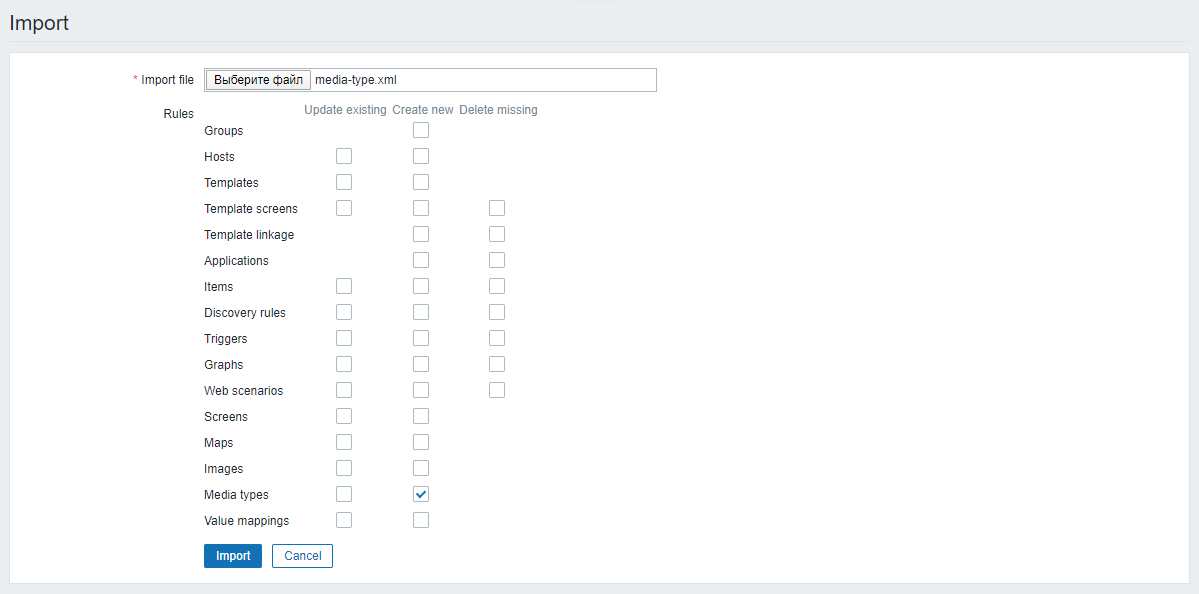 Import
* Import file Выберите файл media-type.xml
Rules Update existing Create new Delete missing
Groups
Hosts
Templates
Template screens
Template linkage
Applications
Items
Discovery rules
Triggers
Graphs
Web scenarios
Screens
Maps
Images
Media types
Value mappings
Import Cancel